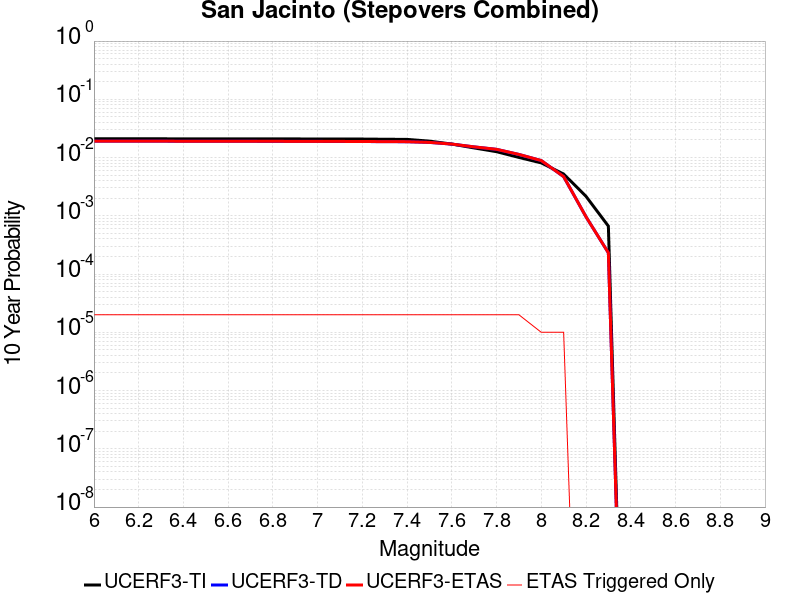 San Jacinto (Stepovers Combined)
10 0
10 -1
10 -2
10 -3
10 -4
10 -5
10 -6
10 -7
10 -8
10 Year Probability
6 6.2 6.4 6.6 6.8 7 7.2 7.4 7.6 7.8 8 8.2 8.4 8.6 8.8 9
Magnitude
UCERF3-TI UCERF3-TD UCERF3-ETAS ETAS Triggered Only